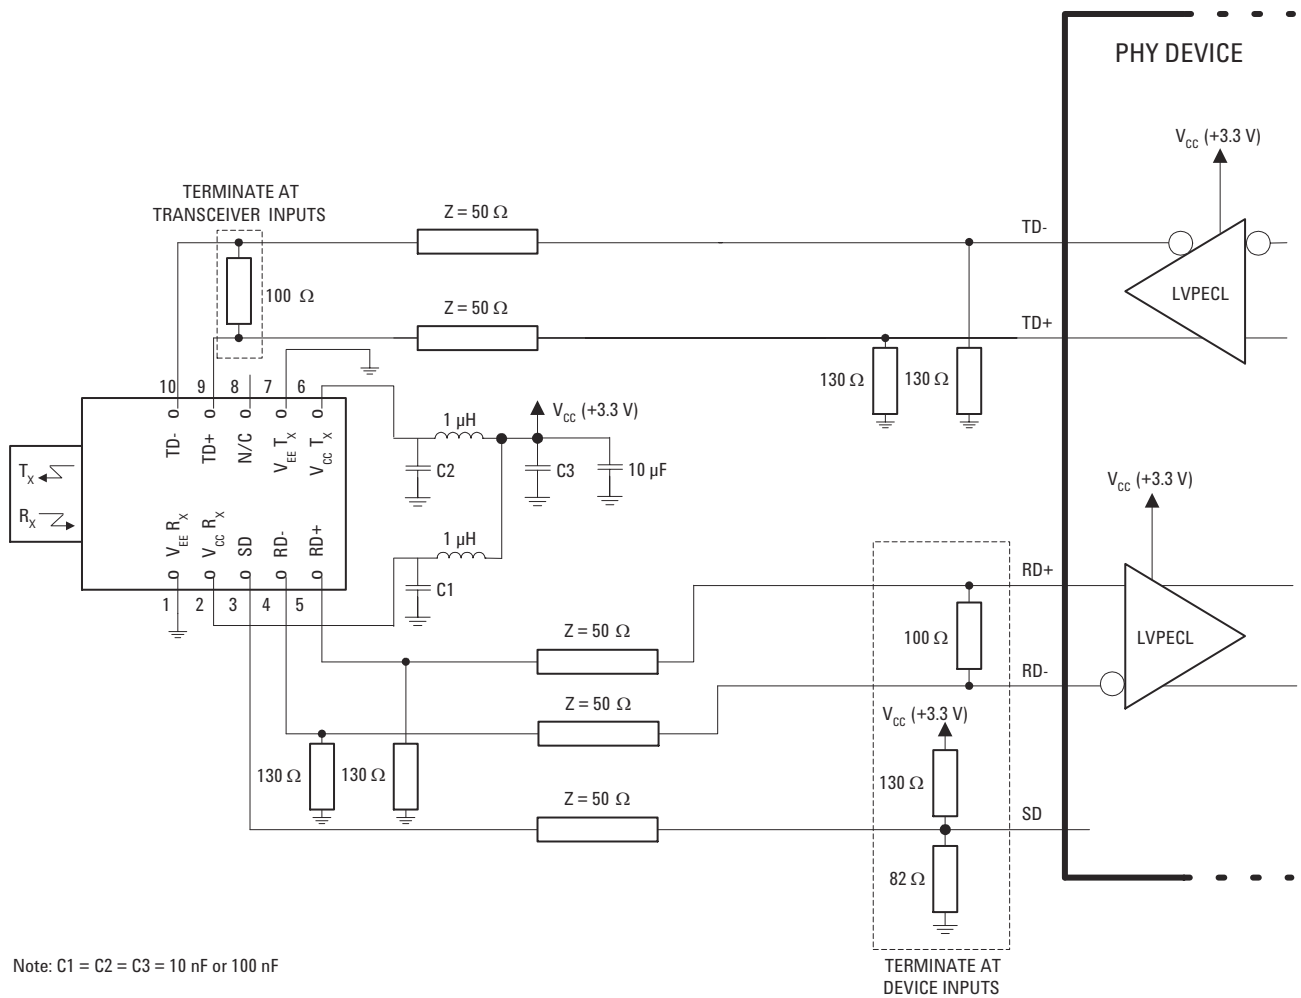 PHY DEVICE
V_CC (+3.3 V)
TERMINATE AT
TRANSCEIVER INPUTS
Z = 50 Ω
TD-
LVPECL
100 Ω
Z = 50 Ω
TD+
130 Ω
130 Ω
10
9
8
7
6
TD-
TD+
N/C
V_EE T_X
V_CC T_X
1 µH
V_CC (+3.3 V)
C2
C3
10 µF
T_X
R_X
V_EE R_X
V_CC R_X
SD
RD-
RD+
1 µH
C1
1
2
3
4
5
V_CC (+3.3 V)
RD+
Z = 50 Ω
100 Ω
LVPECL
RD-
Z = 50 Ω
V_CC (+3.3 V)
130 Ω
130 Ω
130 Ω
Z = 50 Ω
SD
82 Ω
Note: C1 = C2 = C3 = 10 nF or 100 nF
TERMINATE AT
DEVICE INPUTS